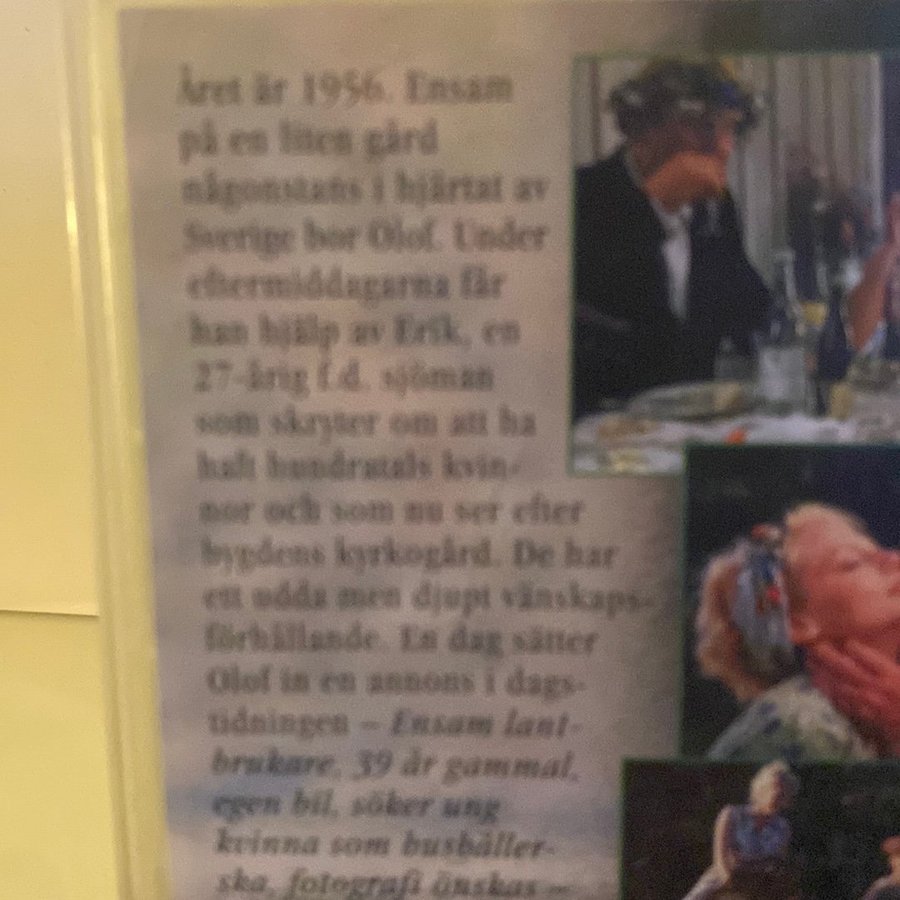 Året är 1956. Ensam
på en liten gård
någonstans i hjärtat av
Sverige bor Olof. Under
eftermiddagarna får
han hjälp av Erik, en
27-årig f.d. sjöman
som skryter om att ha
haft hundratals kvin-
nor och som nu ser efter
bygdens kyrkogård. De har
ett udda men djupt vänskaps-
förhållande. En dag sätter
Olof in en annons i dags-
tidningen – Ensam lant-
brukare, 39 år gammal,
egen bil, söker ung
kvinna som hushåller-
ska, fotografi önskas –